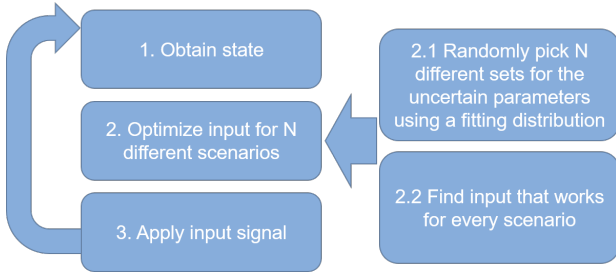 1. Obtain state
2. Optimize input for N
different scenarios
3. Apply input signal
2.1 Randomly pick N
different sets for the
uncertain parameters
using a fitting distribution
2.2 Find input that works
for every scenario